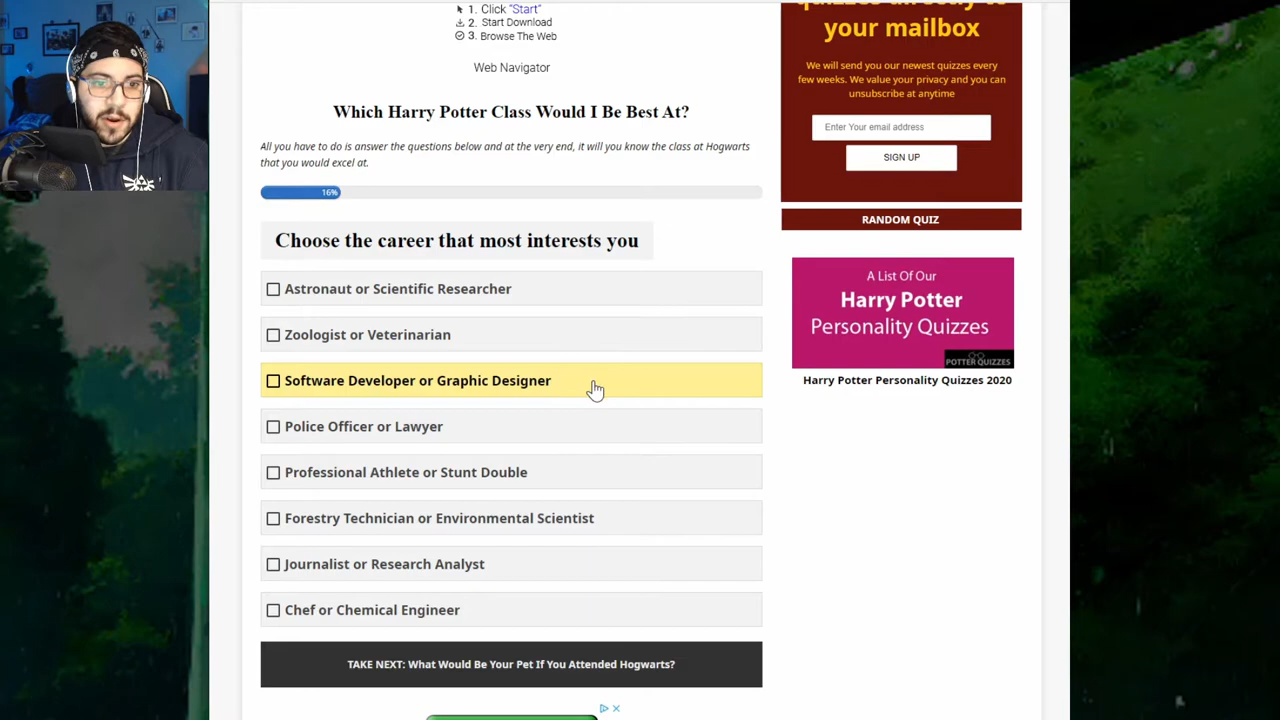 1. Click "Start"
2. Start Download
3. Browse The Web
Web Navigator
Which Harry Potter Class Would I Be Best At?
All you have to do is answer the questions below and at the very end, it will you know the class at Hogwarts
that you would excel at.
16%
Choose the career that most interests you
Astronaut or Scientific Researcher
Zoologist or Veterinarian
Software Developer or Graphic Designer
Police Officer or Lawyer
Professional Athlete or Stunt Double
Forestry Technician or Environmental Scientist
Journalist or Research Analyst
Chef or Chemical Engineer
TAKE NEXT: What Would Be Your Pet If You Attended Hogwarts?
quizzes directly to
your mailbox
We will send you our newest quizzes every
few weeks. We value your privacy and you can
unsubscribe at anytime
Enter Your email address
SIGN UP
RANDOM QUIZ
A List Of Our
Harry Potter
Personality Quizzes
POTTER QUIZZES
Harry Potter Personality Quizzes 2020